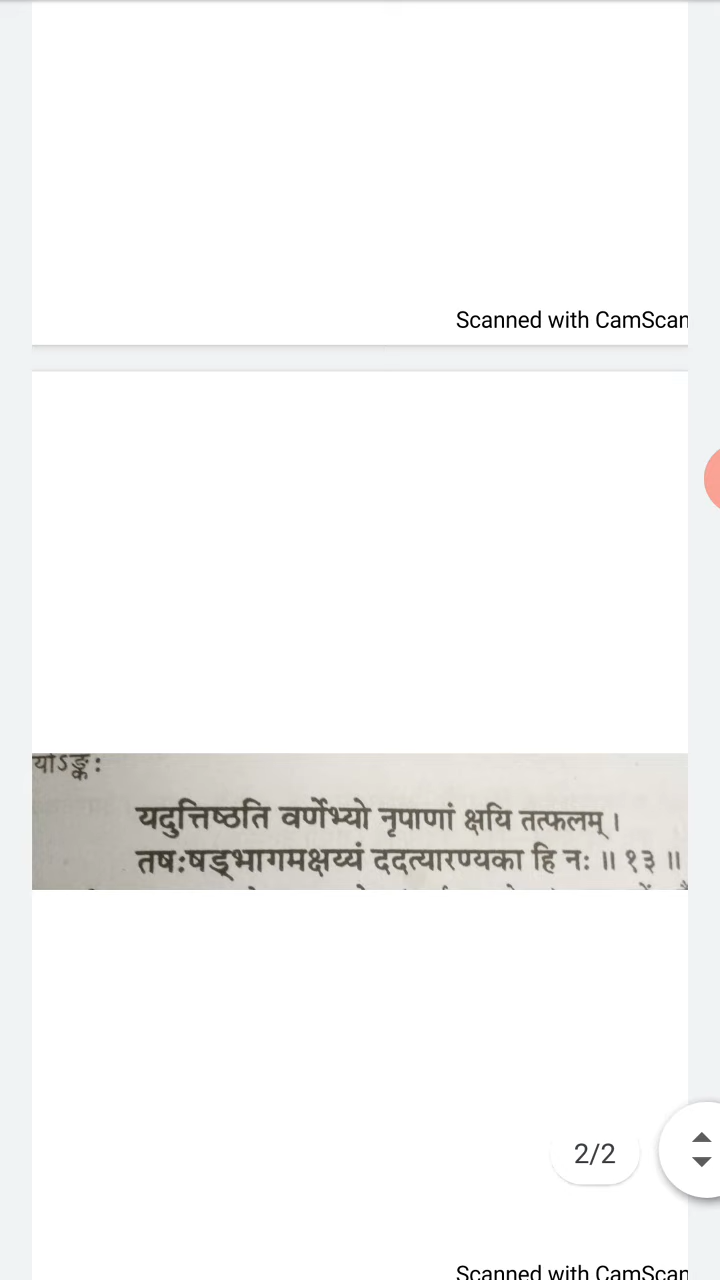 Scanned with CamScan
योऽङ्कः
यदुत्तिष्ठति वर्णेभ्यो नृपाणां क्षयि तत्फलम् ।
तषःषड्भागमक्षय्यं ददत्यारण्यका हि नः ॥ १३ ॥
2/2
Scanned with CamScan